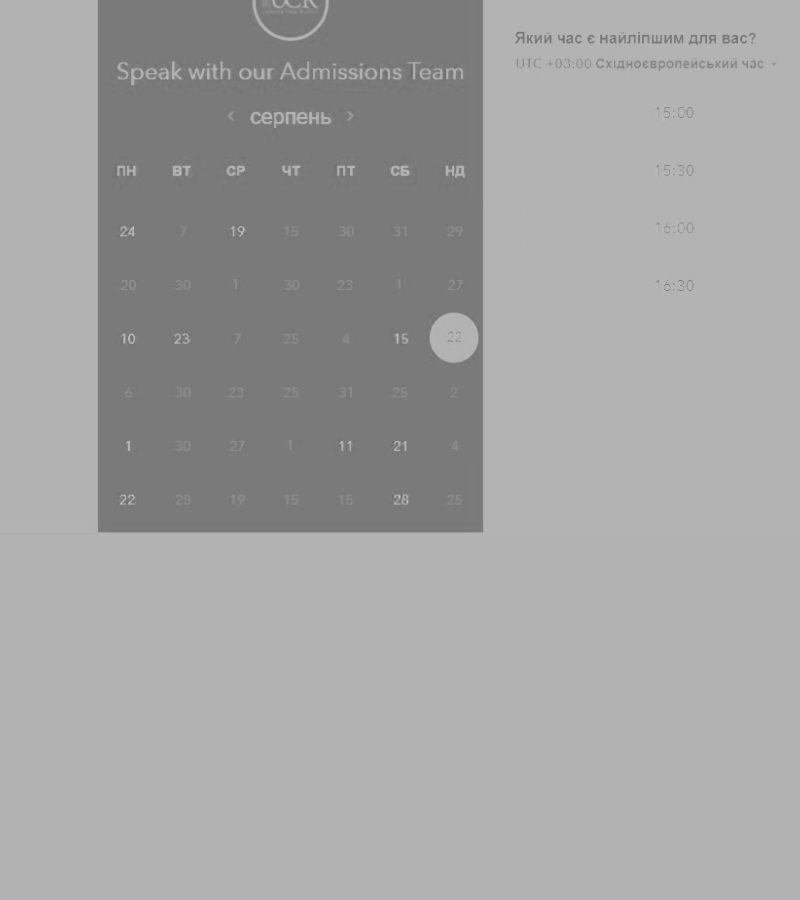 UCR
Speak with our Admissions Team
< серпень >
ПН ВТ СР ЧТ ПТ СБ НД
24 7 19 15 30 31 29
20 30 1 30 23 1 27
10 23 7 25 4 15 22
6 30 23 25 31 25 2
1 30 27 1 11 21 4
22 28 19 15 15 28 25
Який час є найліпшим для вас?
UTC +03:00 Східноєвропейський час
15:00
15:30
16:00
16:30